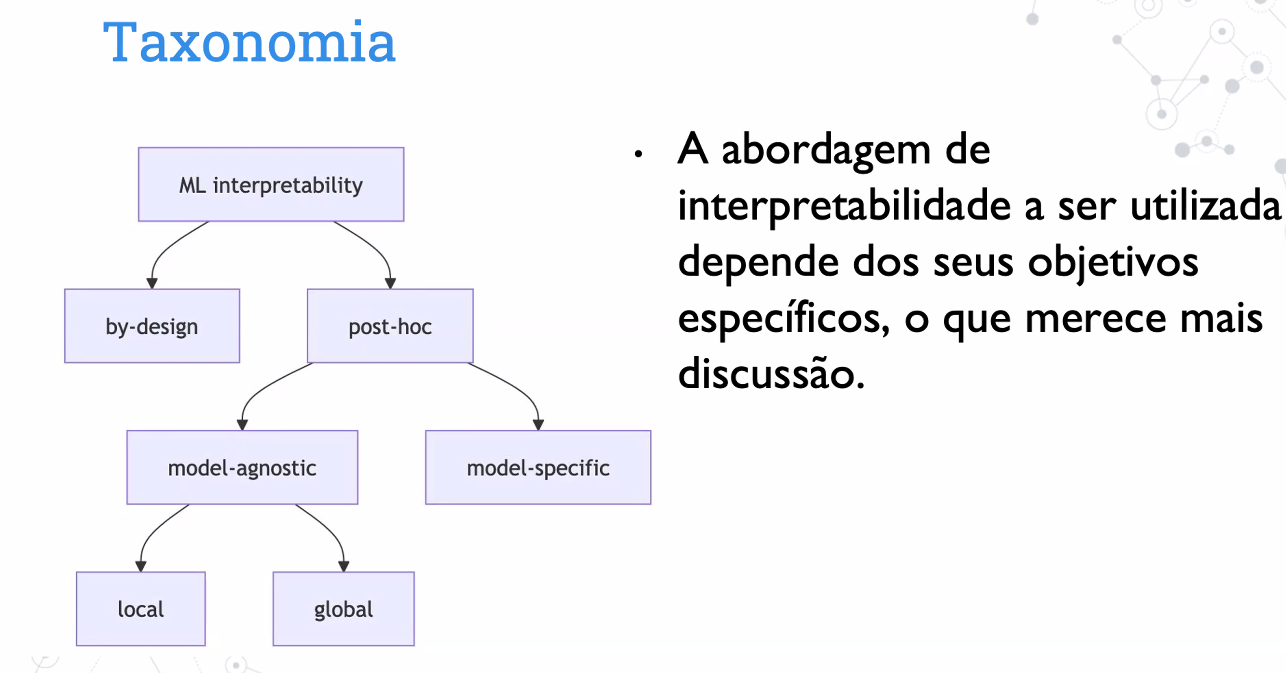 Taxonomia
ML interpretability
by-design
post-hoc
model-agnostic
model-specific
local
global
• A abordagem de
interpretabilidade a ser utilizada
depende dos seus objetivos
específicos, o que merece mais
discussão.